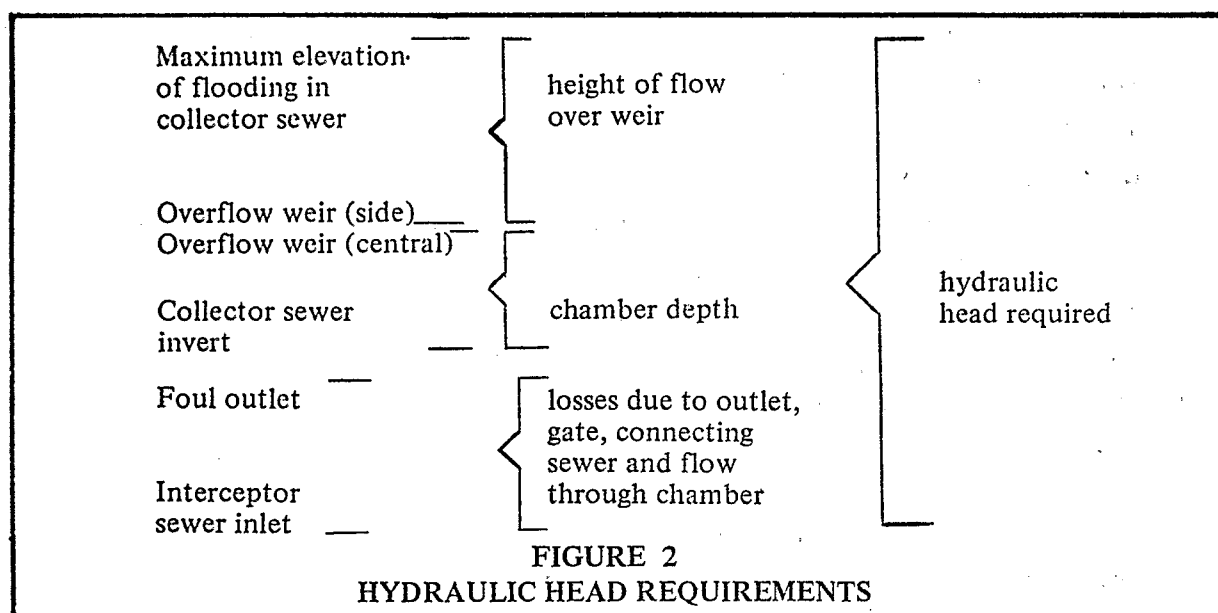 Maximum elevation
of flooding in
collector sewer
height of flow
over weir
Overflow weir (side)
Overflow weir (central)
Collector sewer
invert
chamber depth
hydraulic
head required
Foul outlet
losses due to outlet,
gate, connecting
sewer and flow
through chamber
Interceptor
sewer inlet
FIGURE 2
HYDRAULIC HEAD REQUIREMENTS